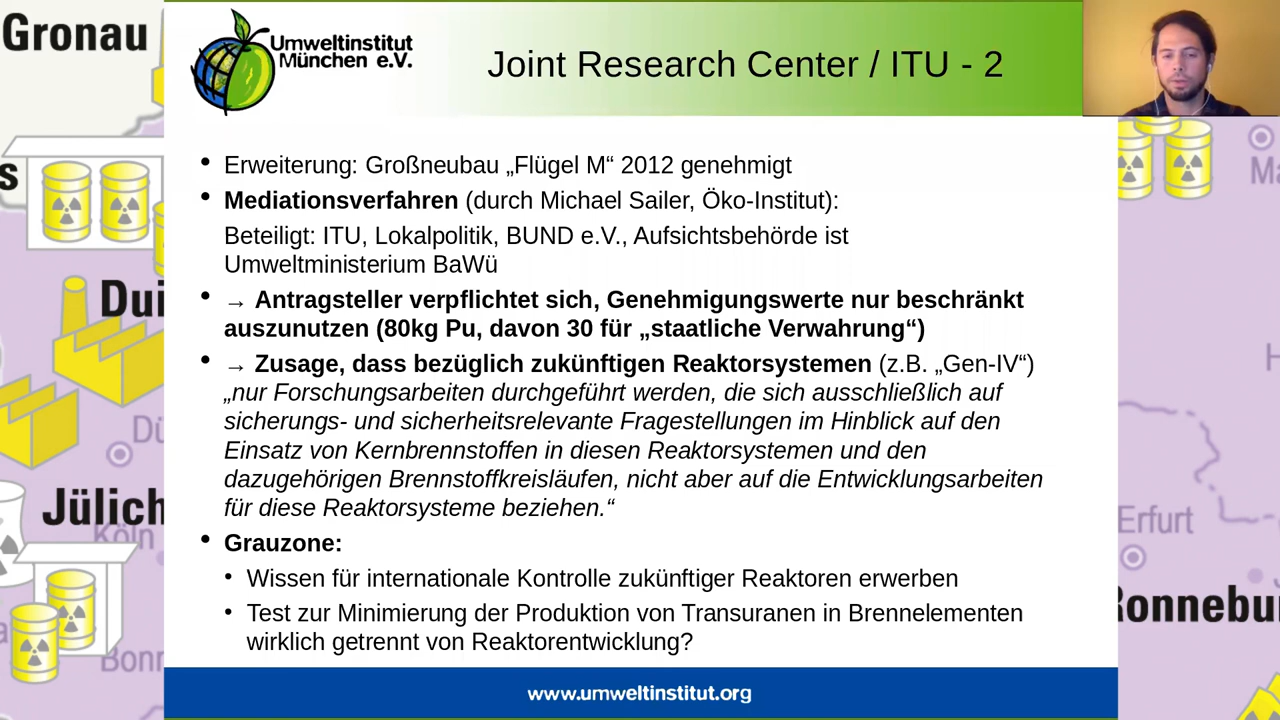 Gronau
s
Dui
Dü
Jülich
Köln
Bonn
Umweltinstitut
München e.V.
Joint Research Center / ITU - 2
• Erweiterung: Großneubau „Flügel M“ 2012 genehmigt
• Mediationsverfahren (durch Michael Sailer, Öko-Institut):
Beteiligt: ITU, Lokalpolitik, BUND e.V., Aufsichtsbehörde ist
Umweltministerium BaWü
• → Antragsteller verpflichtet sich, Genehmigungswerte nur beschränkt
auszunutzen (80kg Pu, davon 30 für „staatliche Verwahrung“)
• → Zusage, dass bezüglich zukünftigen Reaktorsystemen (z.B. „Gen-IV“)
„nur Forschungsarbeiten durchgeführt werden, die sich ausschließlich auf
sicherungs- und sicherheitsrelevante Fragestellungen im Hinblick auf den
Einsatz von Kernbrennstoffen in diesen Reaktorsystemen und den
dazugehörigen Brennstoffkreisläufen, nicht aber auf die Entwicklungsarbeiten
für diese Reaktorsysteme beziehen.“
• Grauzone:
• Wissen für internationale Kontrolle zukünftiger Reaktoren erwerben
• Test zur Minimierung der Produktion von Transuranen in Brennelementen
wirklich getrennt von Reaktorentwicklung?
www.umweltinstitut.org
Ma
H
Erfurt
Ronnebu